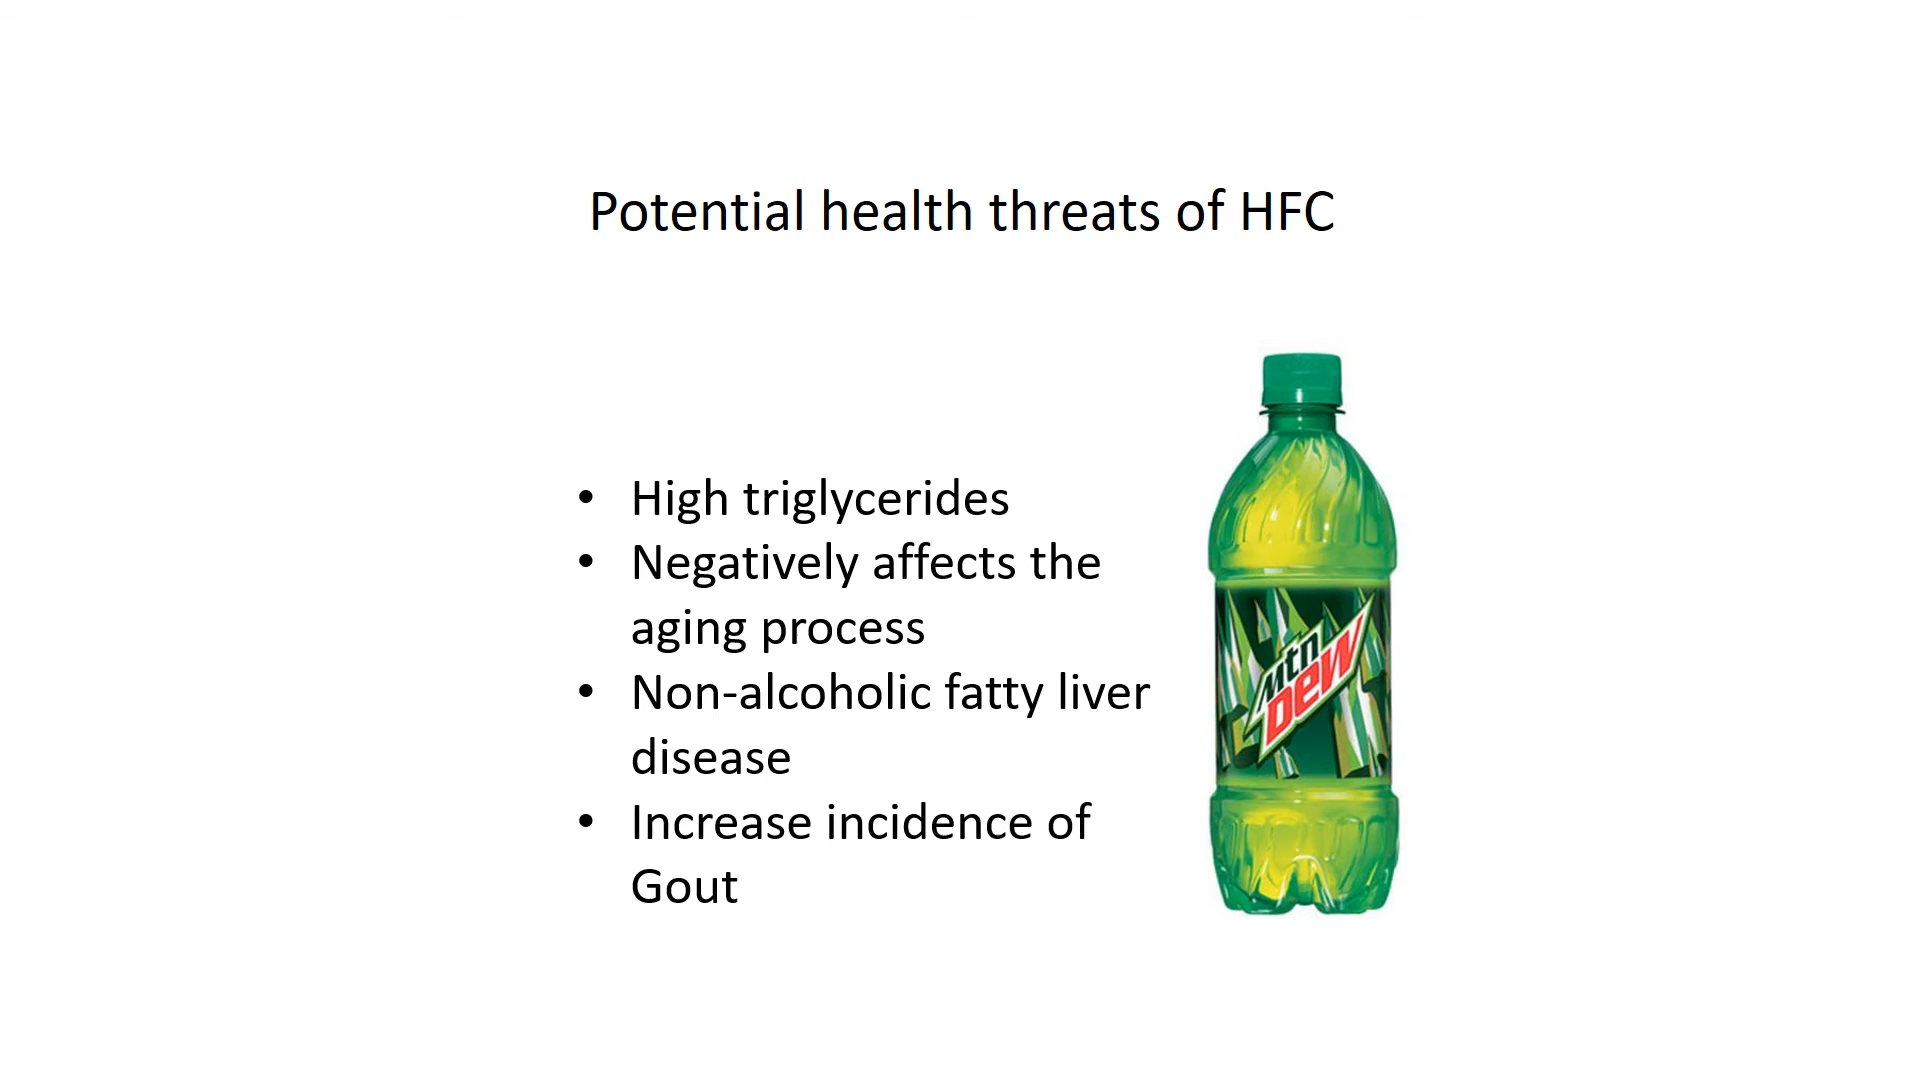 Potential health threats of HFC
• High triglycerides
• Negatively affects the
aging process
• Non-alcoholic fatty liver
disease
• Increase incidence of
Gout
Mtn
Dew